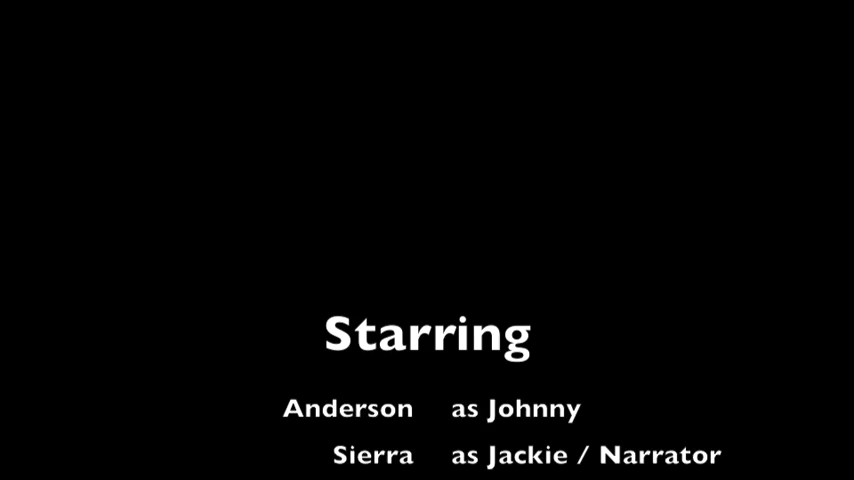 Starring
Anderson as Johnny
Sierra as Jackie / Narrator